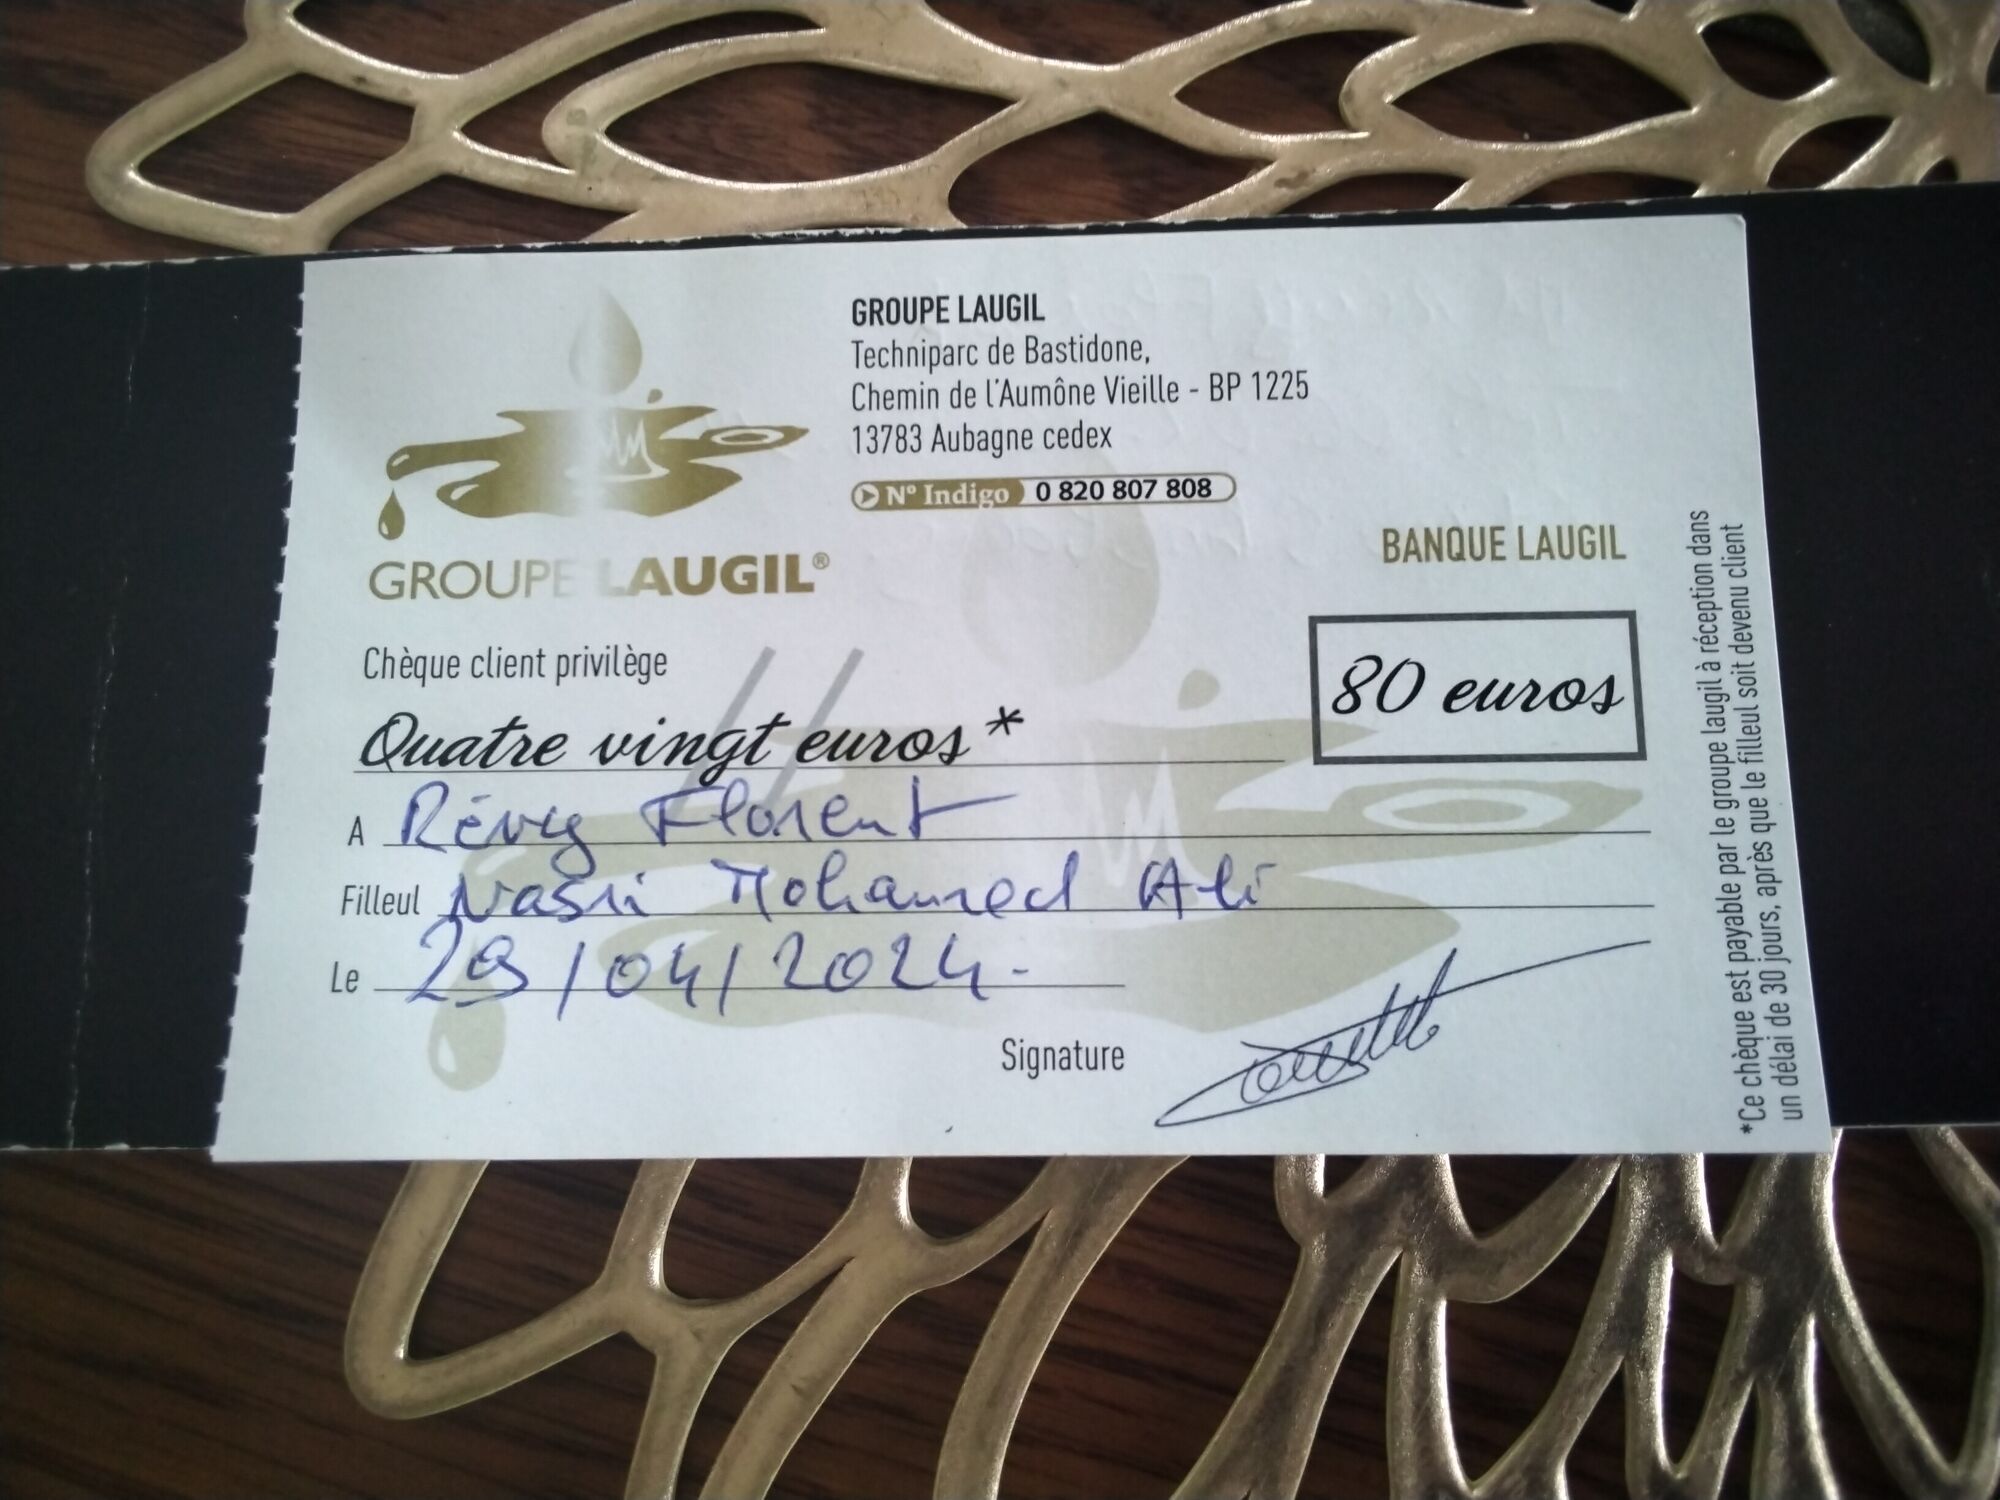 GROUPE LAUGIL
Techniparc de Bastidone,
Chemin de l'Aumône Vieille - BP 1225
13783 Aubagne cedex
N° Indigo 0 820 807 808
GROUPE LAUGIL®
BANQUE LAUGIL
Chèque client privilège
Quatre vingt euros *
80 euros
A Rémy Florent
Filleul Nasri Mohamed Ali
Le 29/04/2024.
Signature
*Ce chèque est payable par le groupe laugil à réception dans
un délai de 30 jours, après que le filleul soit devenu client